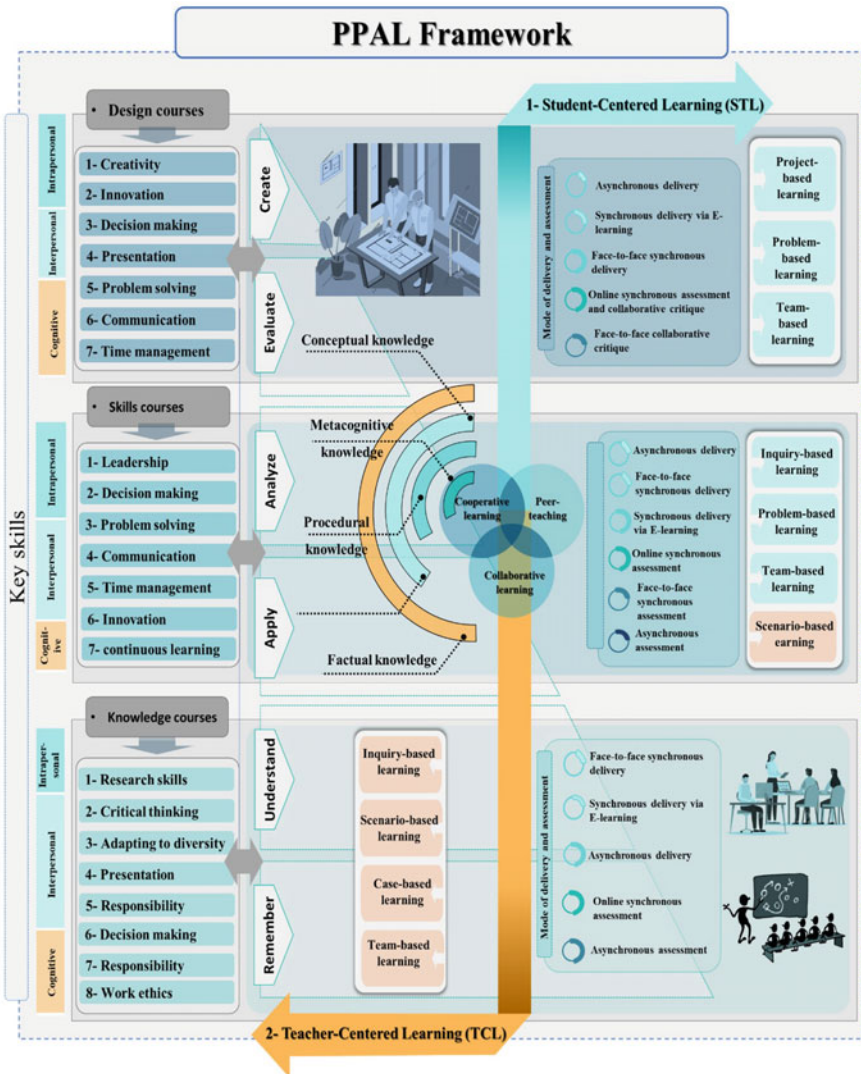 PPAL Framework
1- Student-Centered Learning (STL)
Key skills
• Design courses
Intrapersonal
Interpersonal
Cognitive
1- Creativity
2- Innovation
3- Decision making
4- Presentation
5- Problem solving
6- Communication
7- Time management
Create
Evaluate
Mode of delivery and assessment
Asynchronous delivery
Synchronous delivery via E-
learning
Face-to-face synchronous
delivery
Online synchronous assessment
and collaborative critique
Face-to-face collaborative
critique
Project-
based
learning
Problem-
based
learning
Team-
based
learning
Conceptual knowledge
Metacognitive
knowledge
Procedural
knowledge
Factual knowledge
• Skills courses
Intrapersonal
Interpersonal
Cognit-
ive
1- Leadership
2- Decision making
3- Problem solving
4- Communication
5- Time management
6- Innovation
7- continuous learning
Analyze
Apply
Cooperative
learning
Peer-
teaching
Collaborative
learning
Mode of delivery and assessment
Asynchronous delivery
Face-to-face
synchronous delivery
Synchronous delivery
via E-learning
Online synchronous
assessment
Face-to-face
synchronous
assessment
Asynchronous
assessment
Inquiry-based
learning
Problem-based
learning
Team-based
learning
Scenario-based
earning
• Knowledge courses
Intraper-
sonal
Interpersonal
Cognitive
1- Research skills
2- Critical thinking
3- Adapting to diversity
4- Presentation
5- Responsibility
6- Decision making
7- Responsibility
8- Work ethics
Understand
Remember
Inquiry-based
learning
Scenario-based
learning
Case-based
learning
Team-based
learning
Mode of delivery and assessment
Face-to-face synchronous
delivery
Synchronous delivery via
E-learning
Asynchronous delivery
Online synchronous
assessment
Asynchronous assessment
2- Teacher-Centered Learning (TCL)